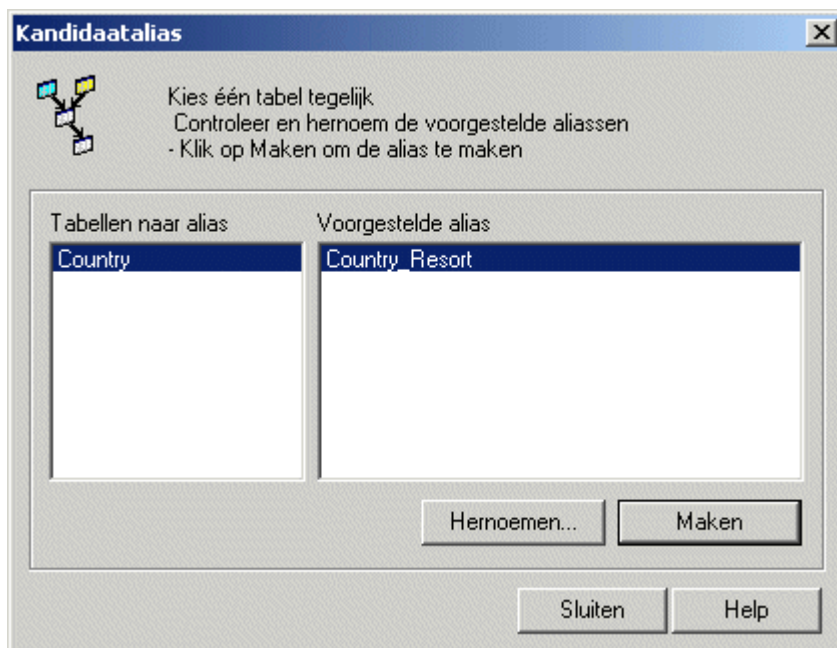 Kandidaatalias
Kies één tabel tegelijk
Controleer en hernoem de voorgestelde aliassen
- Klik op Maken om de alias te maken
Tabellen naar alias
Voorgestelde alias
Country
Country_Resort
Hernoemen...
Maken
Sluiten
Help